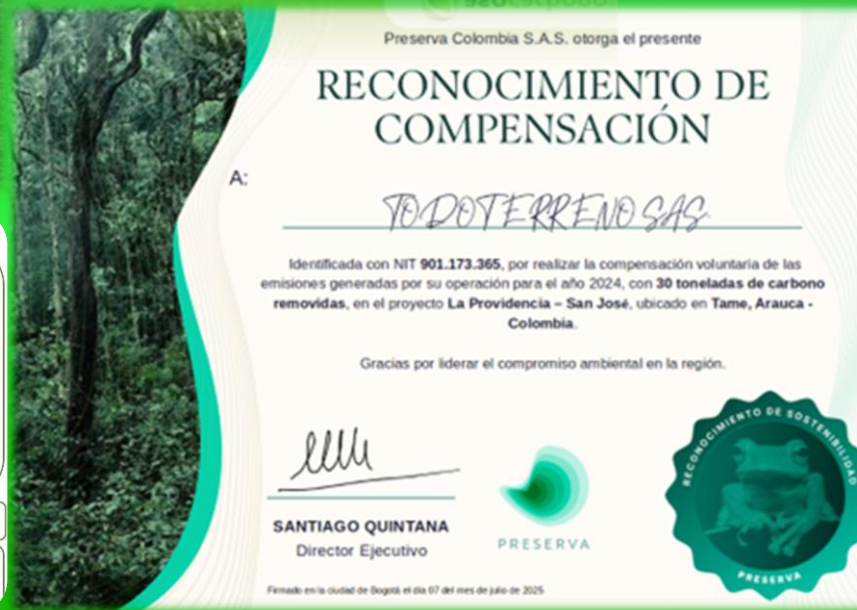 Preserva Colombia S.A.S. otorga el presente
RECONOCIMIENTO DE
COMPENSACIÓN
A:
TODOTERRENO SAS
Identificada con NIT 901.173.365, por realizar la compensación voluntaria de las
emisiones generadas por su operación para el año 2024, con 30 toneladas de carbono
removidas, en el proyecto La Providencia – San José, ubicado en Tame, Arauca -
Colombia.
Gracias por liderar el compromiso ambiental en la región.
SANTIAGO QUINTANA
Director Ejecutivo
PRESERVA
RECONOCIMIENTO DE SOSTENIBILIDAD
PRESERVA
Firmado en la ciudad de Bogotá el día 07 del mes de julio de 2025